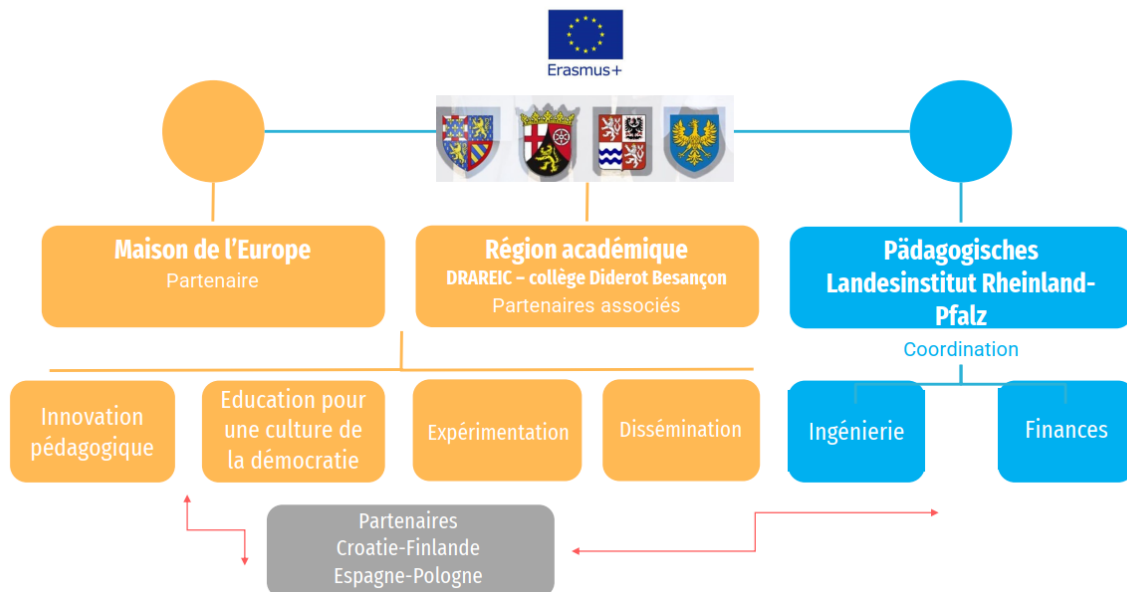 Erasmus+
Maison de l'Europe
Partenaire
Région académique
DRAREIC – collège Diderot Besançon
Partenaires associés
Pädagogisches
Landesinstitut Rheinland-
Pfalz
Coordination
Innovation
pédagogique
Education pour
une culture de
la démocratie
Expérimentation
Dissémination
Ingénierie
Finances
Partenaires
Croatie-Finlande
Espagne-Pologne